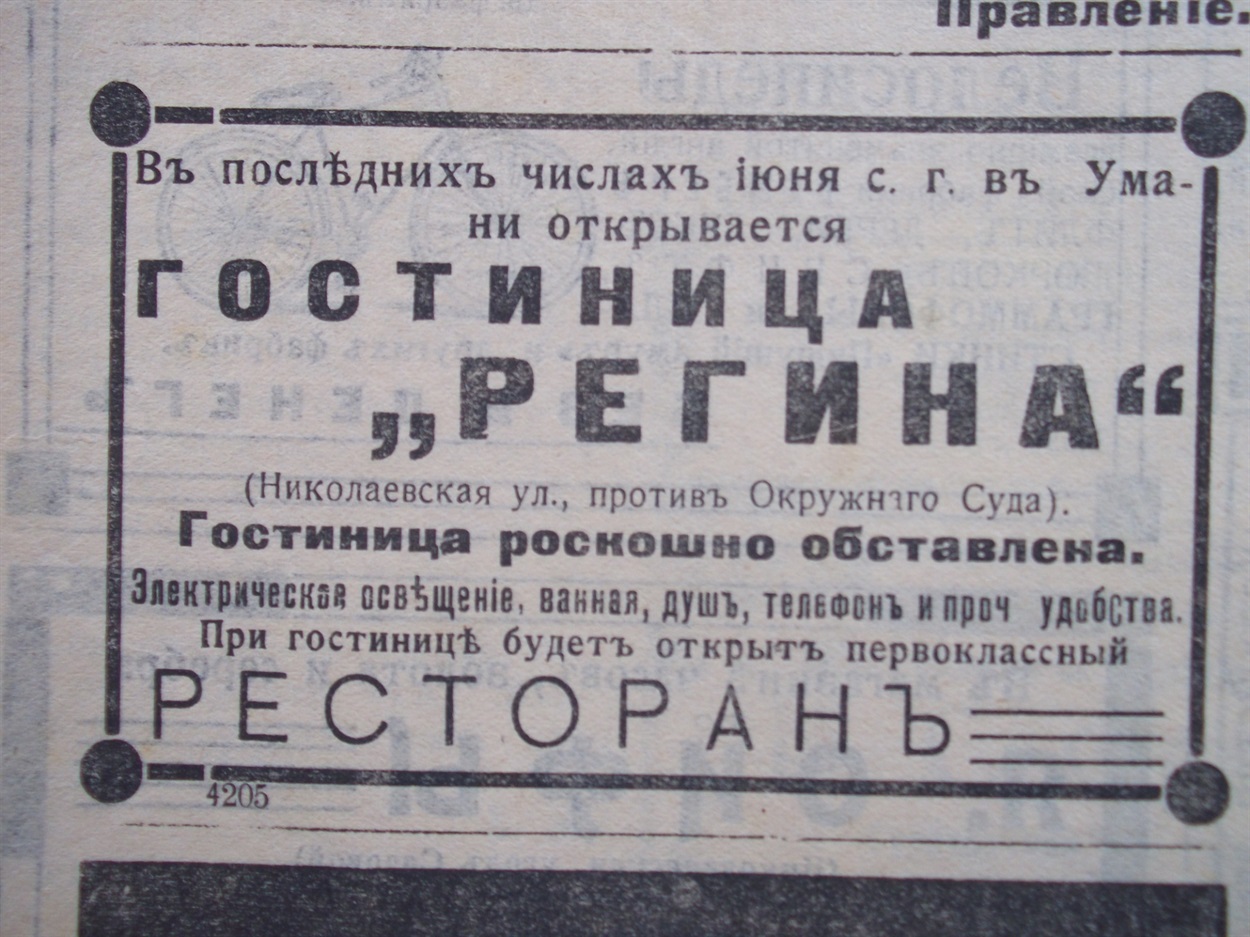 Правленіе.
Въ послѣднихъ числахъ іюня с. г. въ Ума-
ни открывается
ГОСТИНИЦА
„РЕГИНА“
(Николаевская ул., противъ Окружнаго Суда).
Гостиница роскошно обставлена.
Электрическое освѣщеніе, ванная, душъ, телефонъ и проч удобства.
При гостиницѣ будетъ открытъ первоклассный
РЕСТОРАНЪ
4205